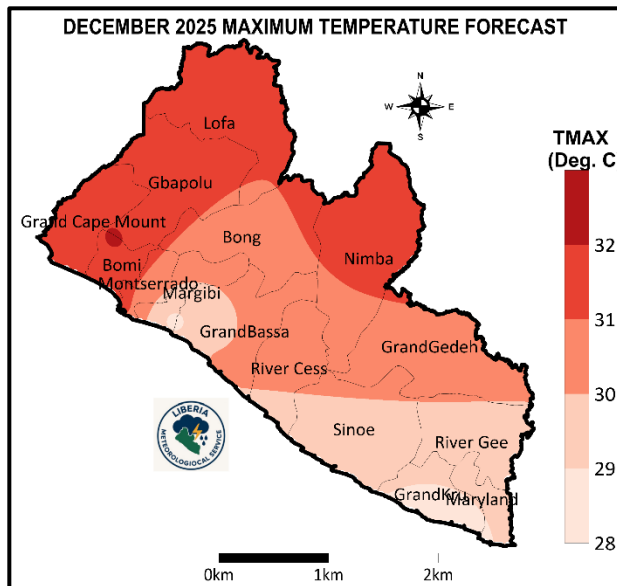 DECEMBER 2025 MAXIMUM TEMPERATURE FORECAST
N
W E
S
TMAX
(Deg. C
Lofa
Gbapolu
Grand Cape Mount
Bong
Nimba
Bomi
Montserrado
Margibi
GrandBassa
GrandGedeh
River Cess
Sinoe
River Gee
GrandKru
Maryland
32
31
30
29
28
LIBERIA
METEOROLOGIOCAL SERVICE
0km 1km 2km